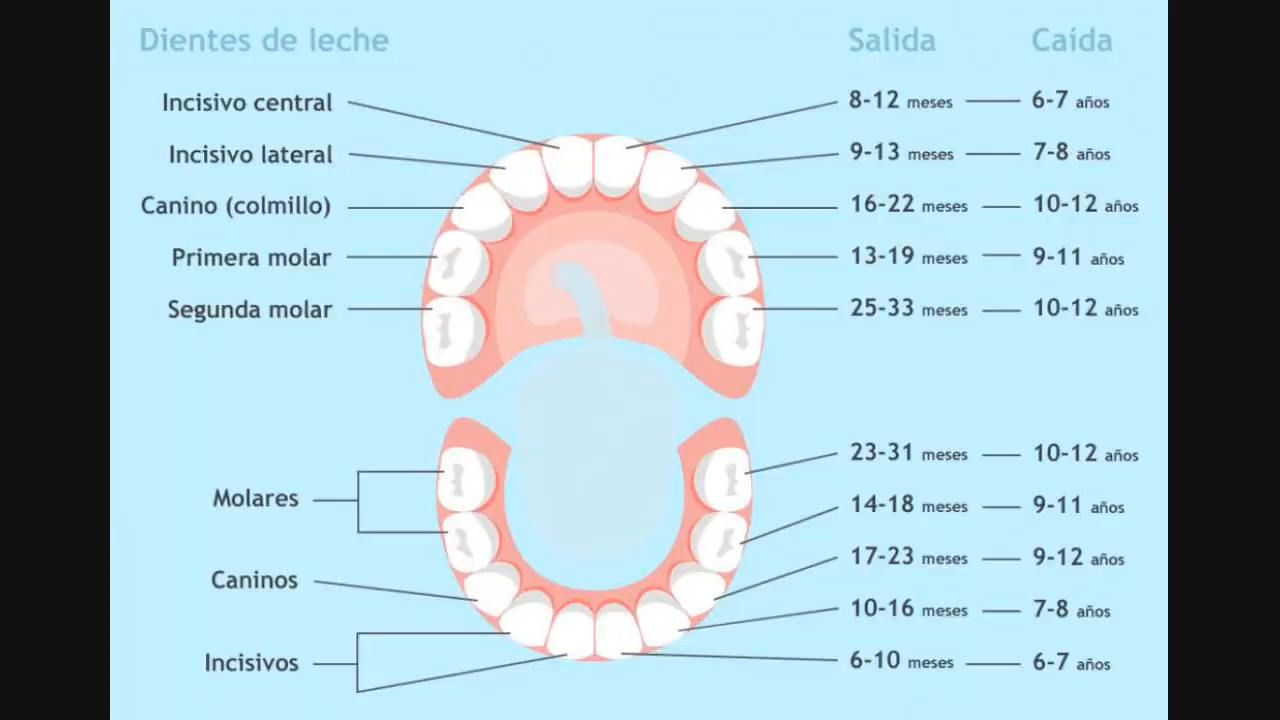 Dientes de leche Salida Caída
Incisivo central 8-12 meses 6-7 años
Incisivo lateral 9-13 meses 7-8 años
Canino (colmillo) 16-22 meses 10-12 años
Primera molar 13-19 meses 9-11 años
Segunda molar 25-33 meses 10-12 años
23-31 meses 10-12 años
Molares
14-18 meses 9-11 años
17-23 meses 9-12 años
Caninos
10-16 meses 7-8 años
Incisivos
6-10 meses 6-7 años